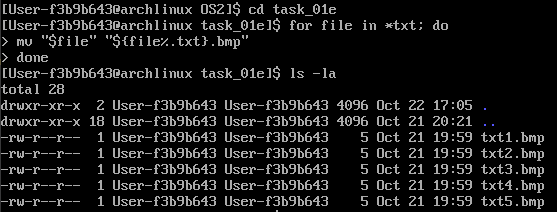 [User-f3b9b643@archlinux OS2]$ cd task_01e
[User-f3b9b643@archlinux task_01e]$ for file in *txt; do
> mv "$file" "${file%.txt}.bmp"
> done
[User-f3b9b643@archlinux task_01e]$ ls -la
total 28
drwxr-xr-x  2 User-f3b9b643 User-f3b9b643 4096 Oct 22 17:05 .
drwxr-xr-x 18 User-f3b9b643 User-f3b9b643 4096 Oct 21 20:21 ..
-rw-r--r--  1 User-f3b9b643 User-f3b9b643    5 Oct 21 19:59 txt1.bmp
-rw-r--r--  1 User-f3b9b643 User-f3b9b643    5 Oct 21 19:59 txt2.bmp
-rw-r--r--  1 User-f3b9b643 User-f3b9b643    5 Oct 21 19:59 txt3.bmp
-rw-r--r--  1 User-f3b9b643 User-f3b9b643    5 Oct 21 19:59 txt4.bmp
-rw-r--r--  1 User-f3b9b643 User-f3b9b643    5 Oct 21 19:59 txt5.bmp